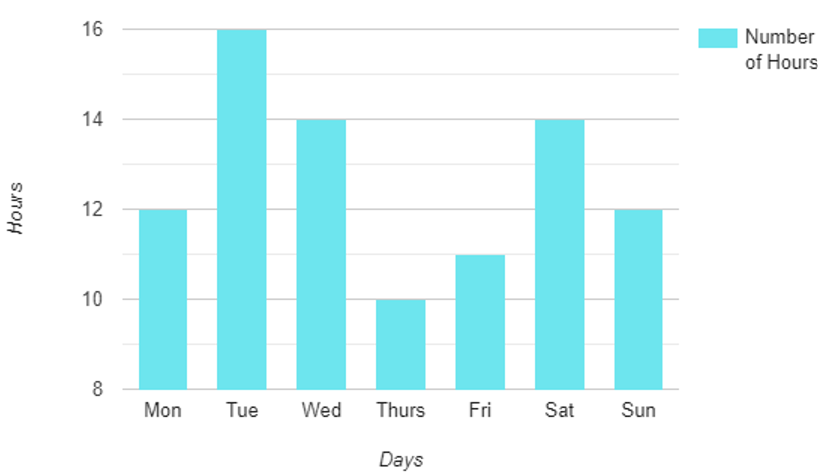 16
14
12
10
8
Hours
Mon Tue Wed Thurs Fri Sat Sun
Days
Number
of Hours